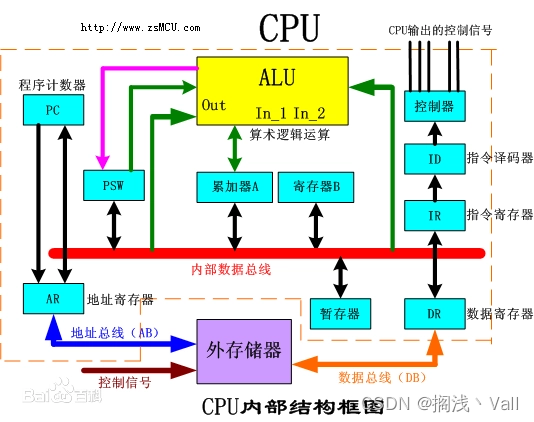 http://www.zsMCU.com
CPU
CPU输出的控制信号
程序计数器
PC
ALU
Out
In_1 In_2
算术逻辑运算
控制器
ID
指令译码器
PSW
累加器A
寄存器B
IR
指令寄存器
内部数据总线
AR
地址寄存器
暂存器
DR
数据寄存器
地址总线（AB）
外存储器
控制信号
数据总线（DB）
Bai百科
CPU内部结构框图
CSDN @搁浅丶Vall